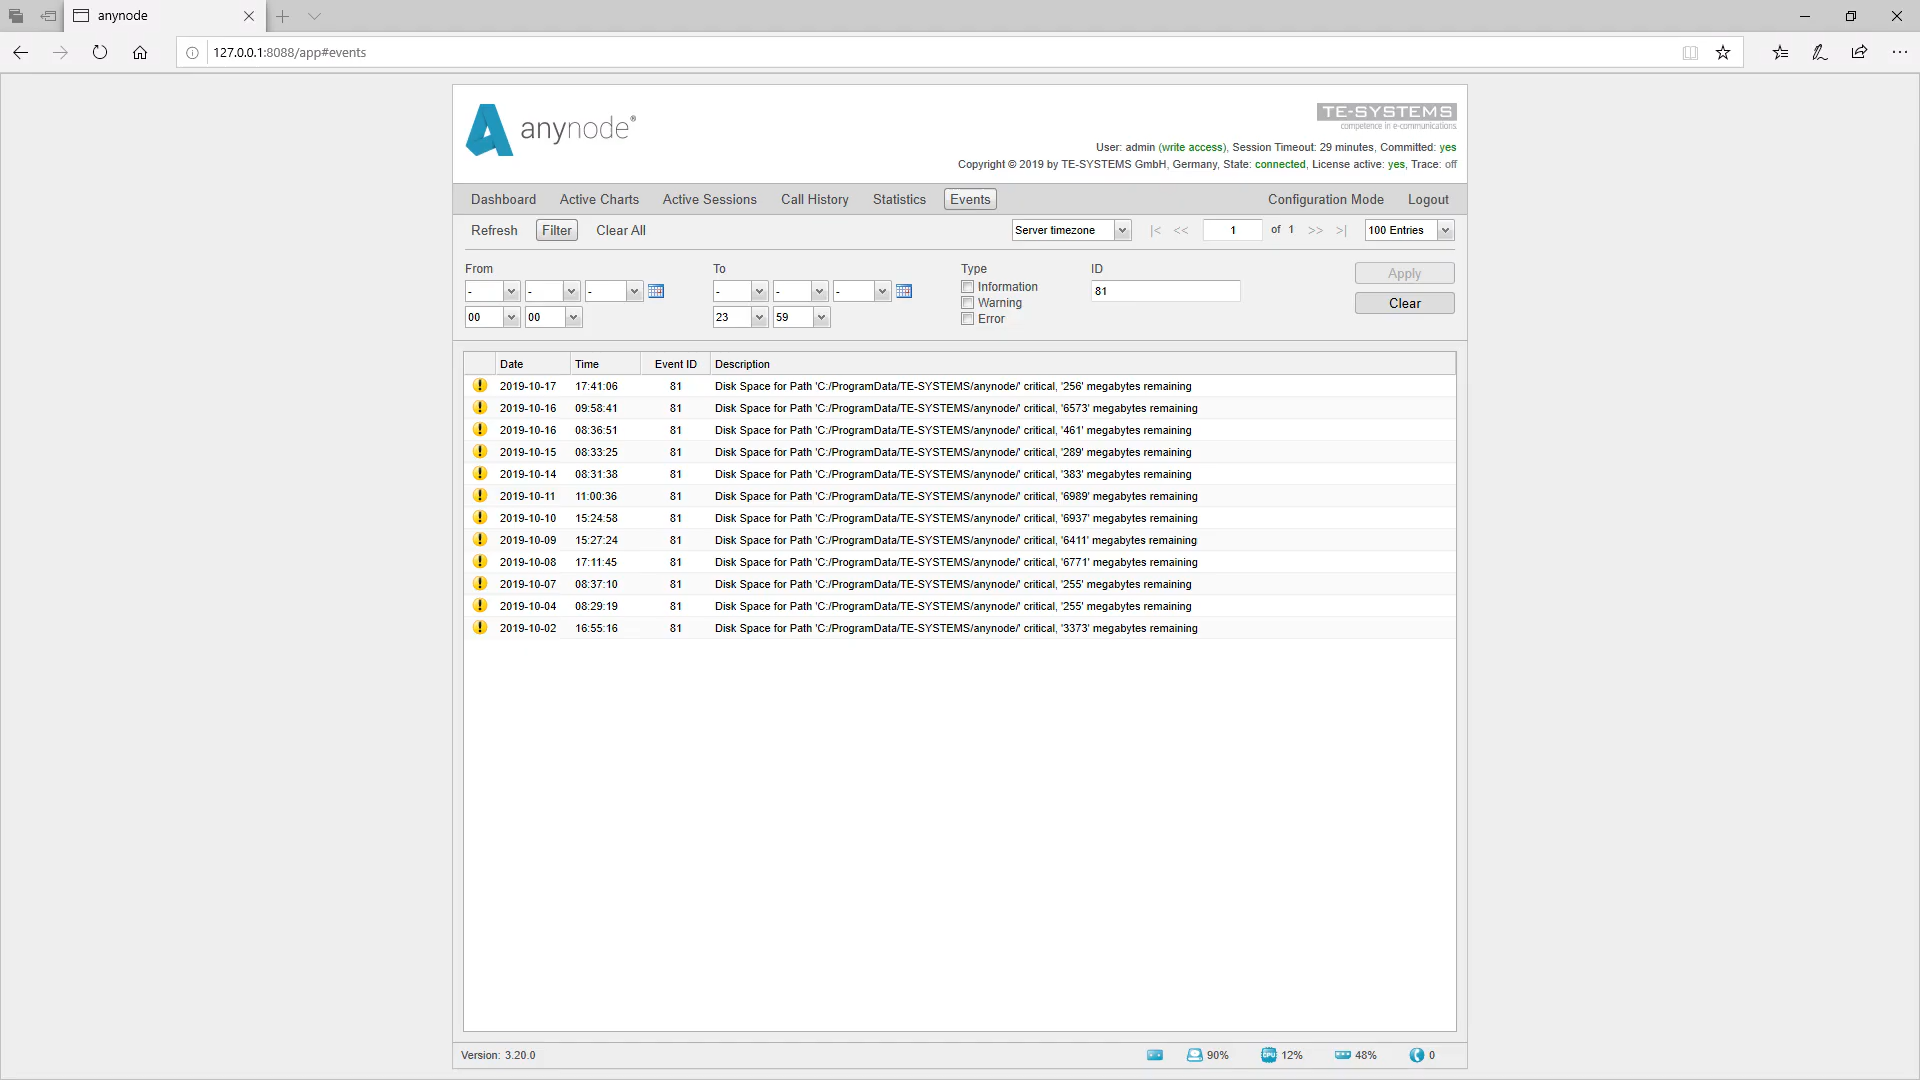 anynode
127.0.0.1:8088/app#events
anynode®
TE-SYSTEMS
competence in e-communications.
User: admin (write access), Session Timeout: 29 minutes, Committed: yes
Copyright © 2019 by TE-SYSTEMS GmbH, Germany, State: connected, License active: yes, Trace: off
Dashboard Active Charts Active Sessions Call History Statistics Events Configuration Mode Logout
Refresh Filter Clear All Server timezone |< << 1 of 1 >> >| 100 Entries
From To Type ID
- - - - - - Information 81 Apply
Warning
00 00 23 59 Error Clear
Date Time Event ID Description
2019-10-17 17:41:06 81 Disk Space for Path 'C:/ProgramData/TE-SYSTEMS/anynode/' critical, '256' megabytes remaining
2019-10-16 09:58:41 81 Disk Space for Path 'C:/ProgramData/TE-SYSTEMS/anynode/' critical, '6573' megabytes remaining
2019-10-16 08:36:51 81 Disk Space for Path 'C:/ProgramData/TE-SYSTEMS/anynode/' critical, '461' megabytes remaining
2019-10-15 08:33:25 81 Disk Space for Path 'C:/ProgramData/TE-SYSTEMS/anynode/' critical, '289' megabytes remaining
2019-10-14 08:31:38 81 Disk Space for Path 'C:/ProgramData/TE-SYSTEMS/anynode/' critical, '383' megabytes remaining
2019-10-11 11:00:36 81 Disk Space for Path 'C:/ProgramData/TE-SYSTEMS/anynode/' critical, '6989' megabytes remaining
2019-10-10 15:24:58 81 Disk Space for Path 'C:/ProgramData/TE-SYSTEMS/anynode/' critical, '6937' megabytes remaining
2019-10-09 15:27:24 81 Disk Space for Path 'C:/ProgramData/TE-SYSTEMS/anynode/' critical, '6411' megabytes remaining
2019-10-08 17:11:45 81 Disk Space for Path 'C:/ProgramData/TE-SYSTEMS/anynode/' critical, '6771' megabytes remaining
2019-10-07 08:37:10 81 Disk Space for Path 'C:/ProgramData/TE-SYSTEMS/anynode/' critical, '255' megabytes remaining
2019-10-04 08:29:19 81 Disk Space for Path 'C:/ProgramData/TE-SYSTEMS/anynode/' critical, '255' megabytes remaining
2019-10-02 16:55:16 81 Disk Space for Path 'C:/ProgramData/TE-SYSTEMS/anynode/' critical, '3373' megabytes remaining
Version: 3.20.0 90% CPU 12% 48% 0